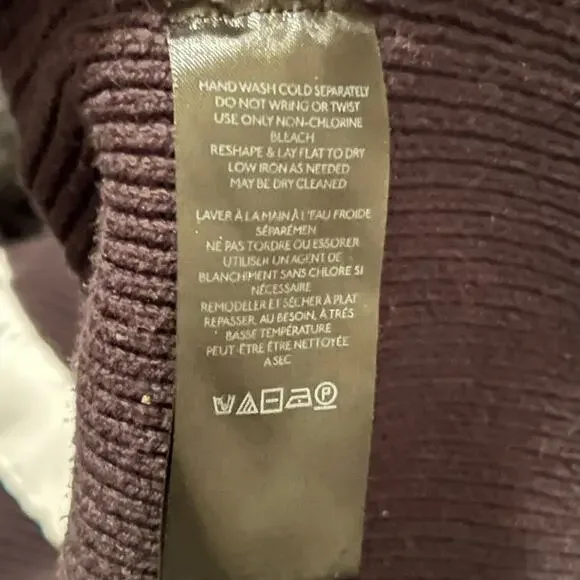 HAND WASH COLD SEPARATELY
DO NOT WRING OR TWIST
USE ONLY NON-CHLORINE
BLEACH
RESHAPE & LAY FLAT TO DRY
LOW IRON AS NEEDED
MAY BE DRY CLEANED
LAVER À LA MAIN À L'EAU FROIDE
SÉPARÉMEN
NE PAS TORDRE OU ESSORER
UTILISER UN AGENT DE
BLANCHIMENT SANS CHLORE SI
NÉCESSAIRE
REMODELER ET SÉCHER À PLAT
REPASSER, AU BESOIN, À TRÉS
BASSE TEMPÉRATURE
PEUT-ÊTRE ÊTRE NETTOYÉE
A SEC
P